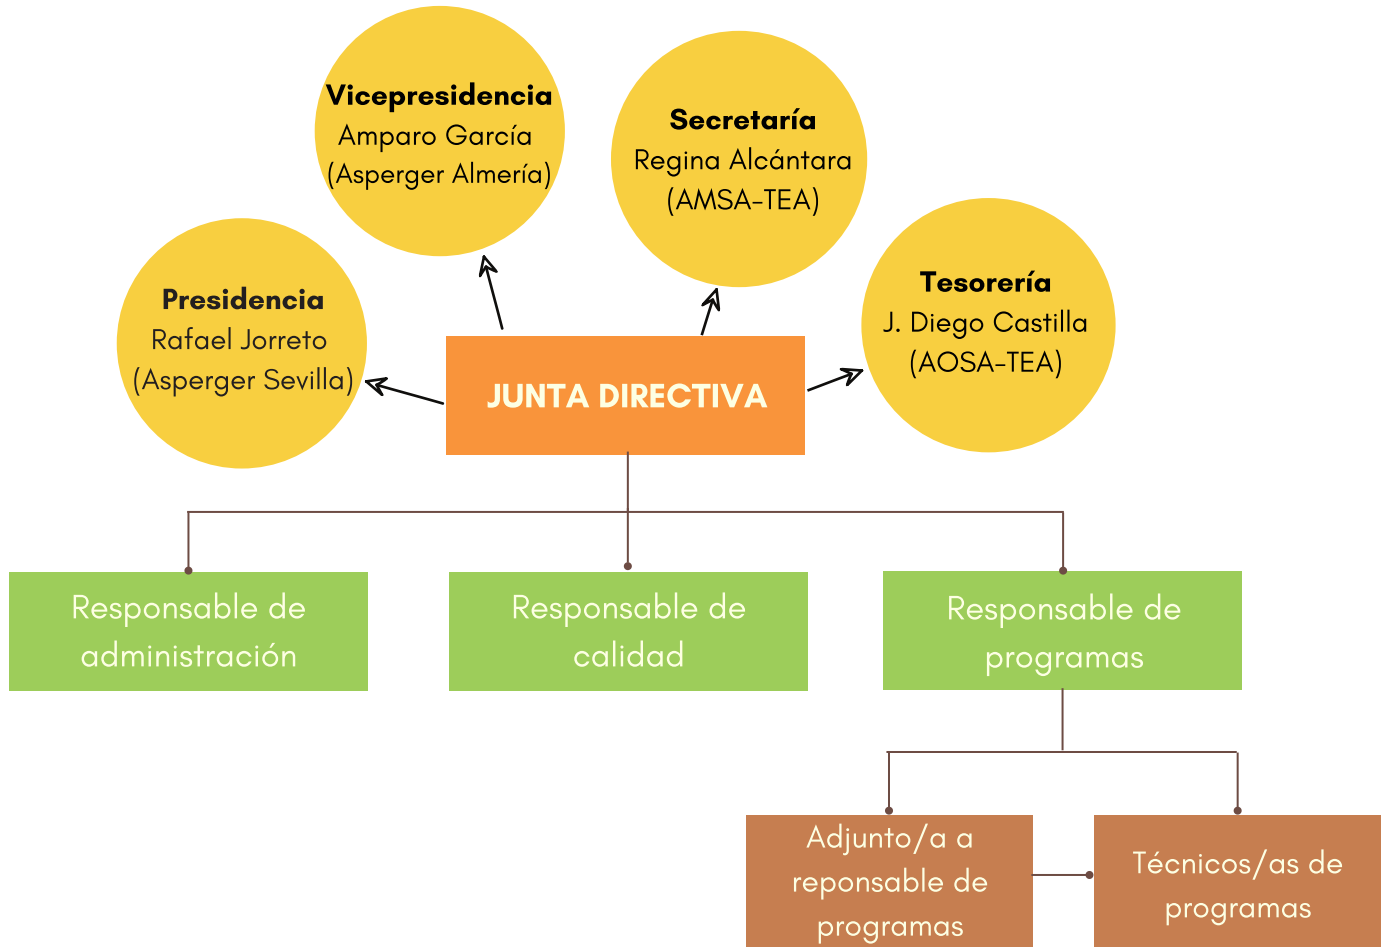 Vicepresidencia
Amparo García
(Asperger Almería)
Secretaría
Regina Alcántara
(AMSA-TEA)
Presidencia
Rafael Jorreto
(Asperger Sevilla)
Tesorería
J. Diego Castilla
(AOSA-TEA)
JUNTA DIRECTIVA
Responsable de
administración
Responsable de
calidad
Responsable de
programas
Adjunto/a a
reponsable de
programas
Técnicos/as de
programas